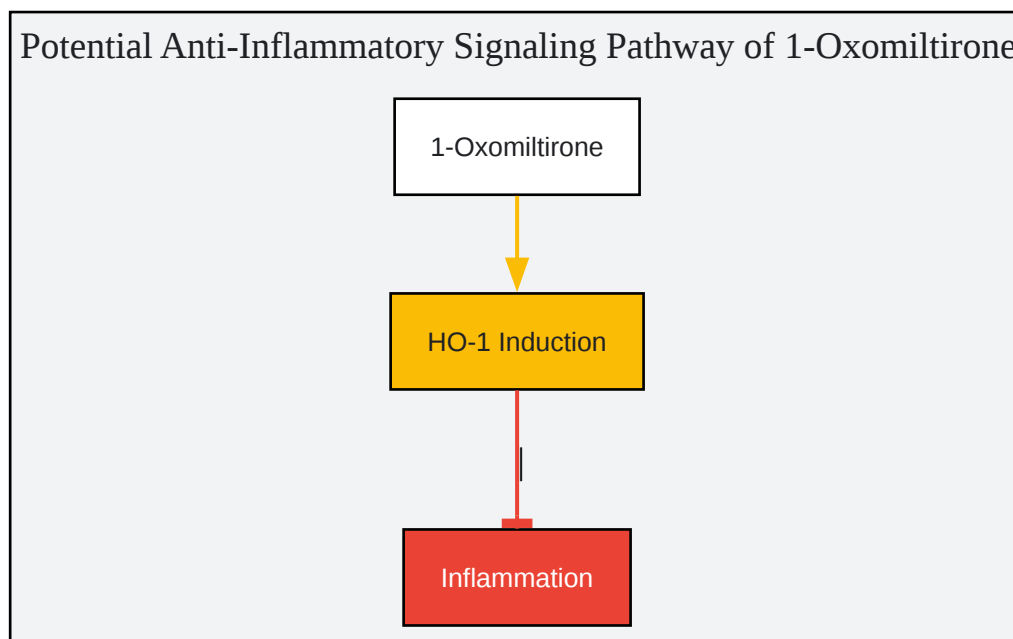 Potential Anti-Inflammatory Signaling Pathway of 1-Oxomiltirone
1-Oxomiltirone
HO-1 Induction
|
Inflammation